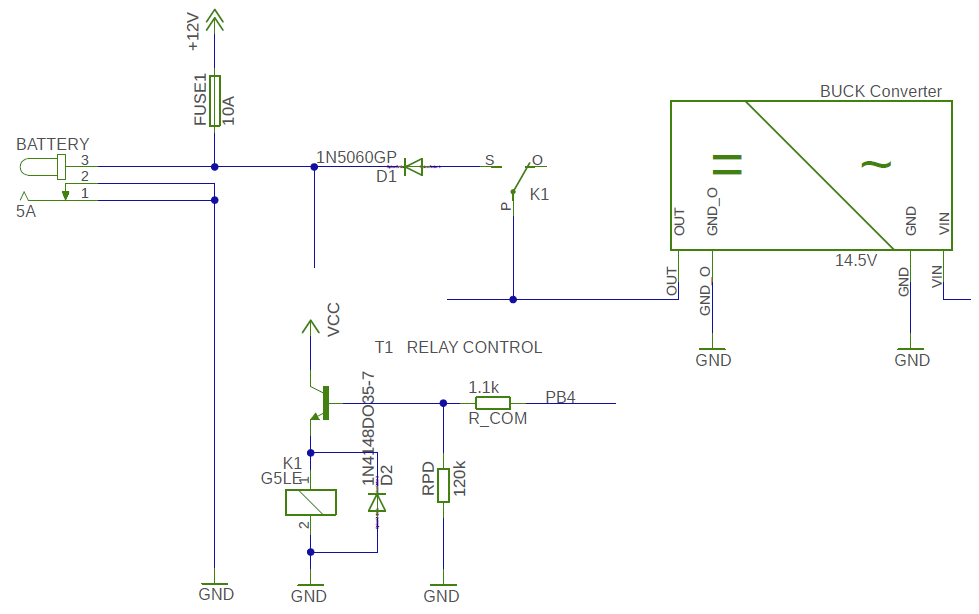 +12V
FUSE1
10A
BUCK Converter
BATTERY
3
2
1
5A
1N5060GP
D1
S
O
P
K1
OUT
GND_O
GND
VIN
14.5V
OUT
GND_O
GND
VIN
GND
GND
VCC
T1 RELAY CONTROL
1.1k
R_COM
PB4
1N4148DO35-7
D2
K1
G5LE
1
2
RPD
120k
GND
GND
GND